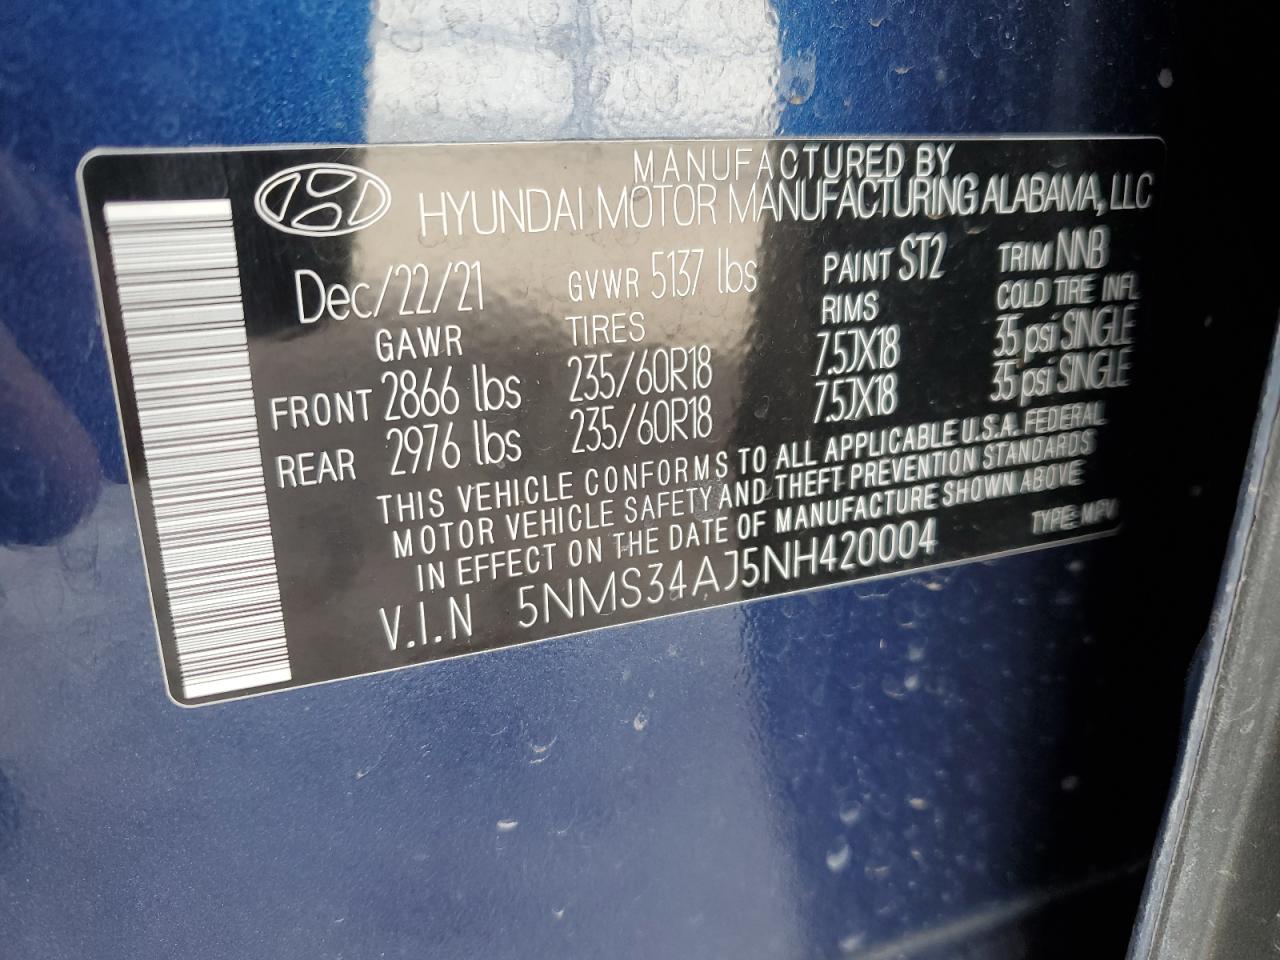 MANUFACTURED BY
HYUNDAI MOTOR MANUFACTURING ALABAMA, LLC
Dec/22/21 GVWR 5137 lbs PAINT ST2 TRIM NNB
GAWR TIRES RIMS COLD TIRE INFL
FRONT 2866 lbs 235/60R18 7.5JX18 35 psi SINGLE
REAR 2976 lbs 235/60R18 7.5JX18 35 psi SINGLE
THIS VEHICLE CONFORMS TO ALL APPLICABLE U.S.A. FEDERAL
MOTOR VEHICLE SAFETY AND THEFT PREVENTION STANDARDS
IN EFFECT ON THE DATE OF MANUFACTURE SHOWN ABOVE
V.I.N 5NMS34AJ5NH420004 TYPE: MPV